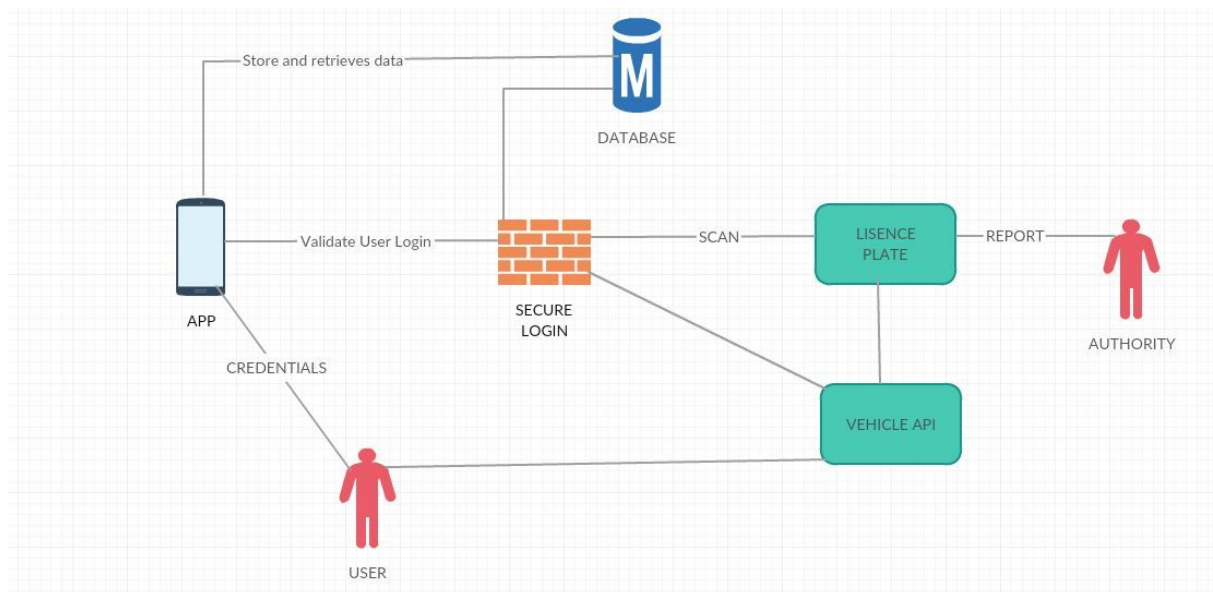 Store and retrieves data
M
DATABASE
Validate User Login
SCAN
LISENCE
PLATE
REPORT
APP
SECURE
LOGIN
AUTHORITY
CREDENTIALS
VEHICLE API
USER